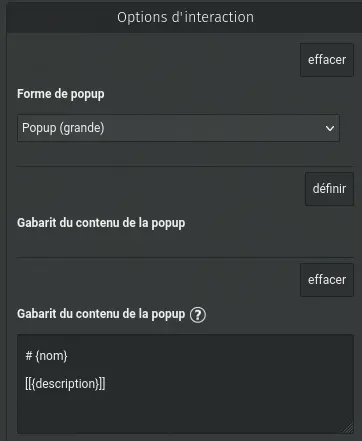 Options d'interaction
effacer
Forme de popup
Popup (grande)
définir
Gabarit du contenu de la popup
effacer
Gabarit du contenu de la popup ?
# {nom}
[[{description}]]